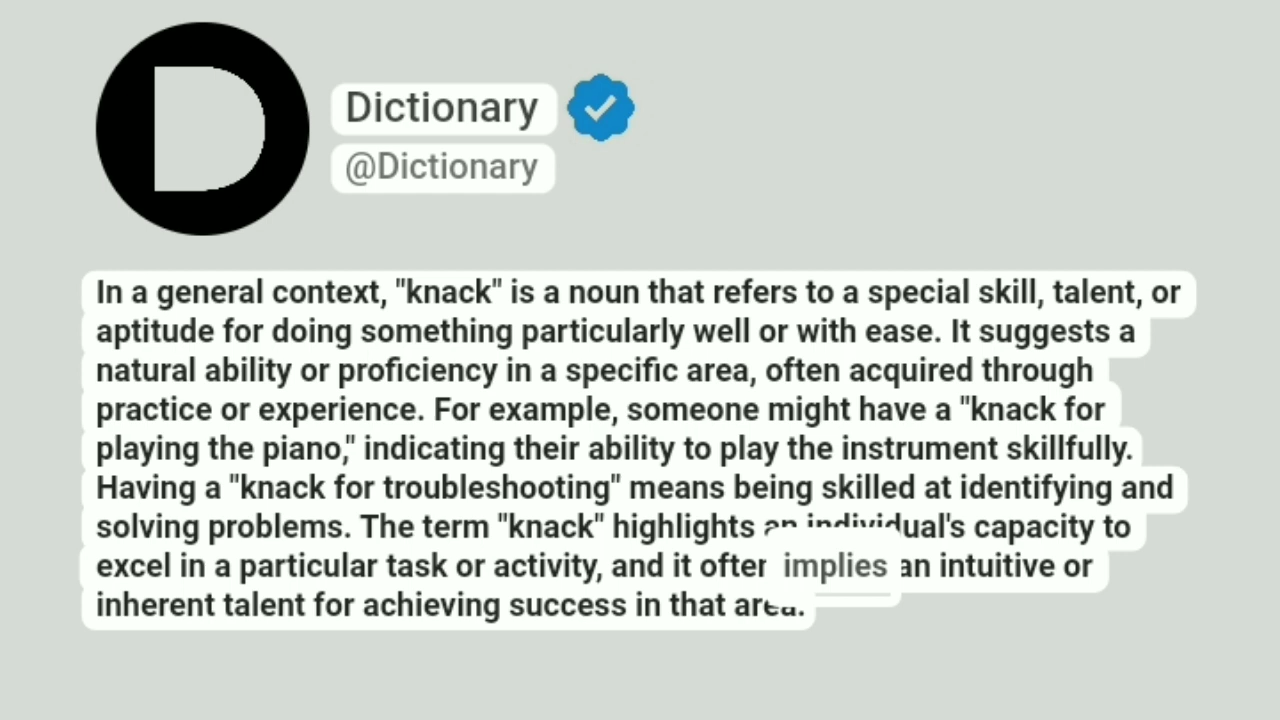 D
Dictionary
@Dictionary
In a general context, "knack" is a noun that refers to a special skill, talent, or
aptitude for doing something particularly well or with ease. It suggests a
natural ability or proficiency in a specific area, often acquired through
practice or experience. For example, someone might have a "knack for
playing the piano," indicating their ability to play the instrument skillfully.
Having a "knack for troubleshooting" means being skilled at identifying and
solving problems. The term "knack" highlights an individual's capacity to
excel in a particular task or activity, and it often implies an intuitive or
inherent talent for achieving success in that area.